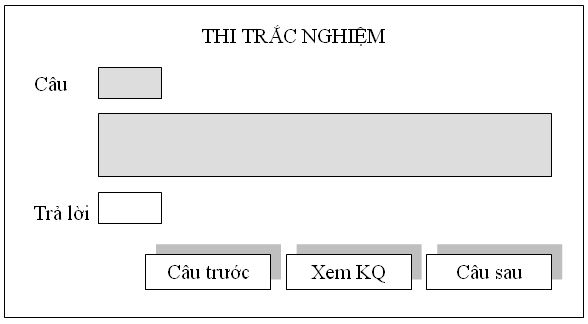 THI TRẮC NGHIỆM
Câu
Trả lời
Câu trước Xem KQ Câu sau